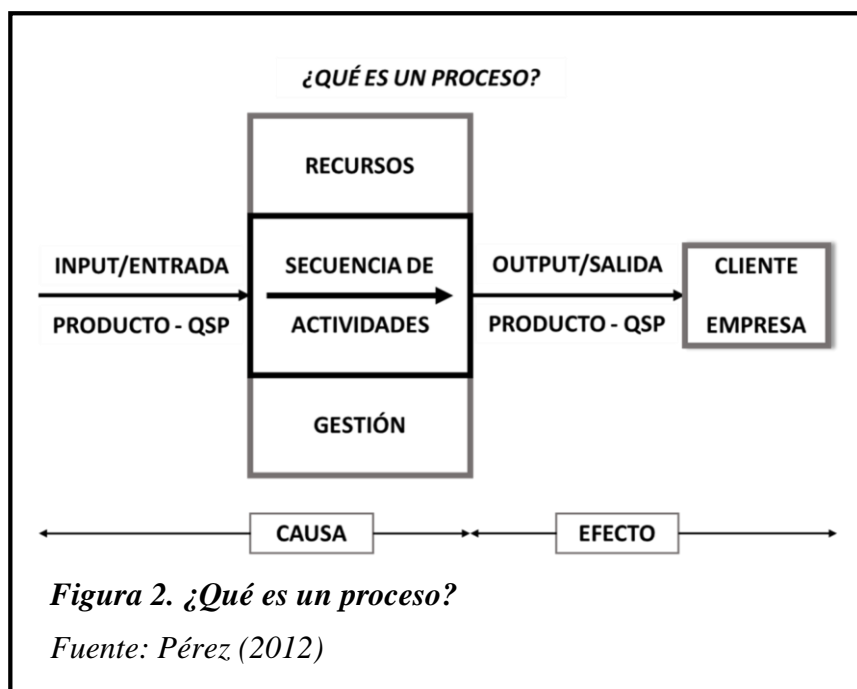 ¿QUÉ ES UN PROCESO?
RECURSOS
INPUT/ENTRADA
PRODUCTO - QSP
SECUENCIA DE
ACTIVIDADES
OUTPUT/SALIDA
PRODUCTO - QSP
CLIENTE
EMPRESA
GESTIÓN
CAUSA
EFECTO
Figura 2. ¿Qué es un proceso?
Fuente: Pérez (2012)